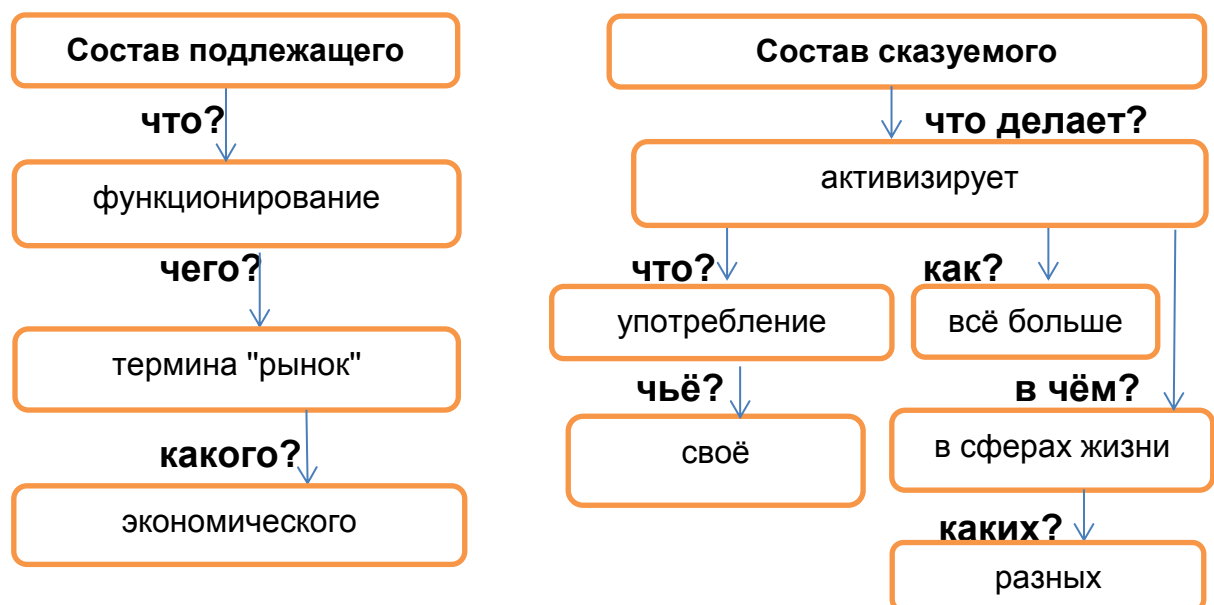 Состав подлежащего
что?
функционирование
чего?
термина "рынок"
какого?
экономического
Состав сказуемого
что делает?
активизирует
что?
как?
употребление
всё больше
чьё?
в чём?
своё
в сферах жизни
каких?
разных